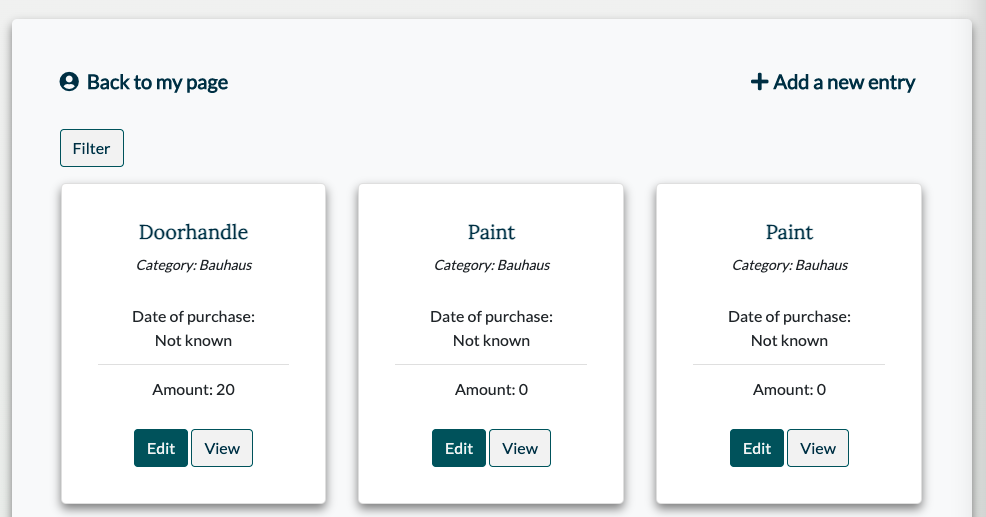 Back to my page
Add a new entry
Filter
Doorhandle
Category: Bauhaus
Date of purchase:
Not known
Amount: 20
Edit View
Paint
Category: Bauhaus
Date of purchase:
Not known
Amount: 0
Edit View
Paint
Category: Bauhaus
Date of purchase:
Not known
Amount: 0
Edit View